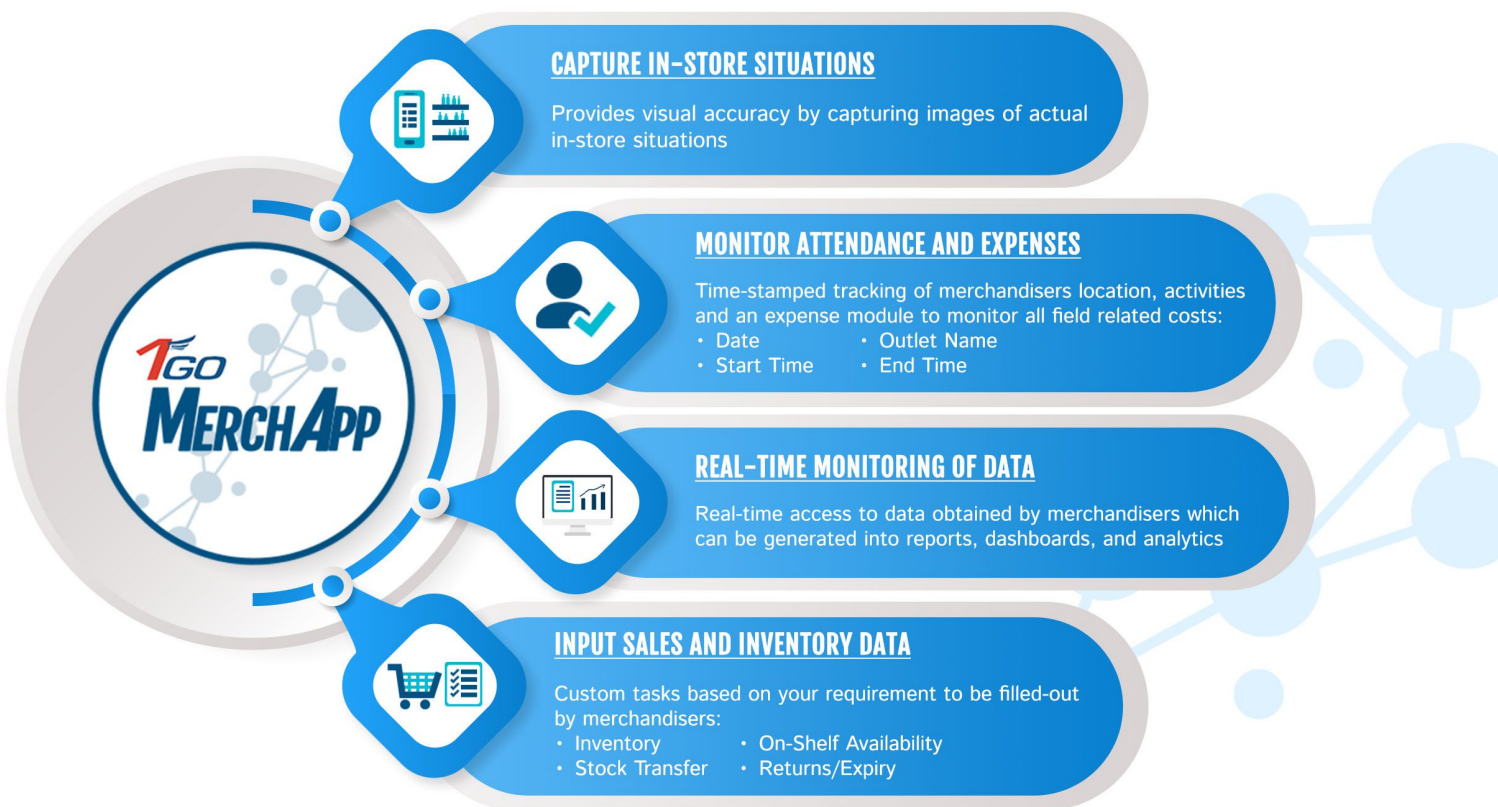 1GO
MERCHAPP
CAPTURE IN-STORE SITUATIONS
Provides visual accuracy by capturing images of actual
in-store situations
MONITOR ATTENDANCE AND EXPENSES
Time-stamped tracking of merchandisers location, activities
and an expense module to monitor all field related costs:
• Date • Outlet Name
• Start Time • End Time
REAL-TIME MONITORING OF DATA
Real-time access to data obtained by merchandisers which
can be generated into reports, dashboards, and analytics
INPUT SALES AND INVENTORY DATA
Custom tasks based on your requirement to be filled-out
by merchandisers:
• Inventory • On-Shelf Availability
• Stock Transfer • Returns/Expiry